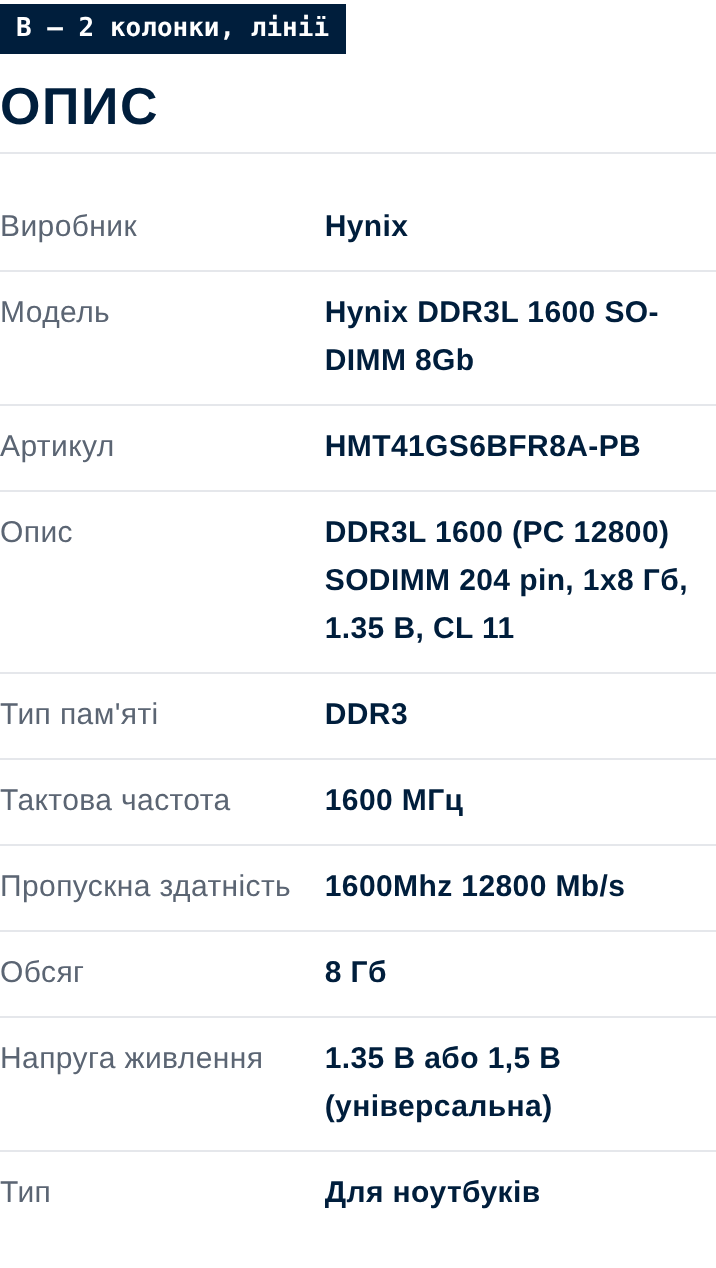 B — 2 колонки, лінії
ОПИС
Виробник Hynix
Модель Hynix DDR3L 1600 SO-
DIMM 8Gb
Артикул HMT41GS6BFR8A-PB
Опис DDR3L 1600 (PC 12800)
SODIMM 204 pin, 1x8 Гб,
1.35 В, CL 11
Тип пам'яті DDR3
Тактова частота 1600 МГц
Пропускна здатність 1600Mhz 12800 Mb/s
Обсяг 8 Гб
Напруга живлення 1.35 В або 1,5 В
(універсальна)
Тип Для ноутбуків